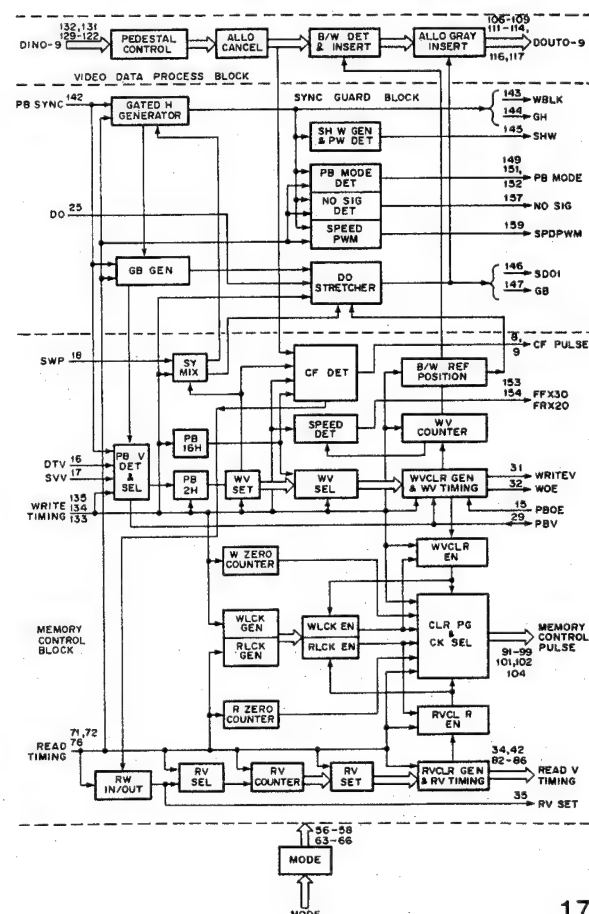 132, 131
129-122
DINO-9
PEDESTAL
CONTROL
ALLO
CANCEL
B/W DET
& INSERT
ALLO GRAY
INSERT
106-109
111-114,
DOUTO-9
116, 117
VIDEO DATA PROCESS BLOCK
PB SYNC 142
GATED H
GENERATOR
SYNC GUARD BLOCK
143
WBLK
144
GH
SH W GEN
& PW DET
145
SHW
PB MODE
DET
149
151,
152
PB MODE
NO SIG
DET
157
NO SIG
SPEED
PWM
159
SPDPWM
DO 25
GB GEN
DO
STRETCHER
146
SDO1
147
GB
SWP 18
SY
MIX
CF DET
8,
9
CF PULSE
B/W REF
POSITION
153
154
FFX30
FRX20
SPEED
DET
WV
COUNTER
PB
16H
DTV 16
SVV 17
PB V
DET
&
SEL
PB
2H
WV
SET
WV
SEL
WVCLR GEN
& WV TIMING
31
WRITEV
32
WOE
15
PBOE
29
PBV
WRITE
TIMING
135
134
133
WVCLR
EN
W ZERO
COUNTER
WLCK
GEN
RLCK
GEN
WLCK EN
RLCK EN
CLR PG
&
CK SEL
MEMORY
CONTROL
PULSE
91-99
101, 102
104
MEMORY
CONTROL
BLOCK
R ZERO
COUNTER
RVCL R
EN
71, 72
READ 76
TIMING
RW
IN/OUT
RV
SEL
RV
COUNTER
RV
SET
RVCLR GEN
& RV TIMING
34, 42
82-86
READ V
TIMING
35
RV SET
56-58
63-66
MODE
MODE
17